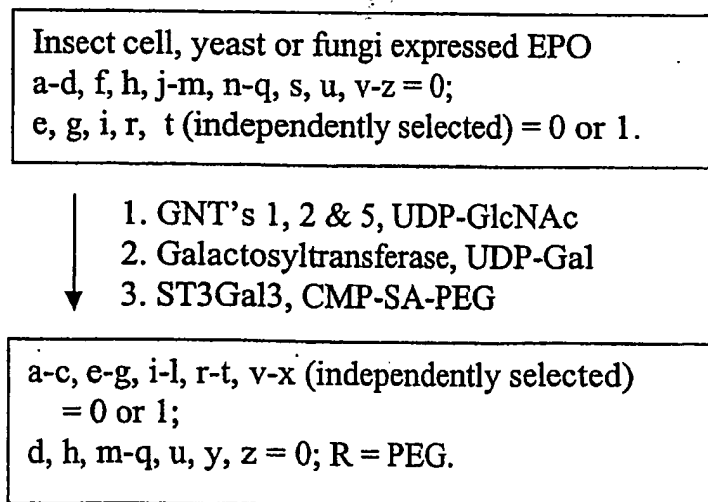 Insect cell, yeast or fungi expressed EPO
a-d, f, h, j-m, n-q, s, u, v-z = 0;
e, g, i, r, t (independently selected) = 0 or 1.
1. GNT's 1, 2 & 5, UDP-GlcNAc
2. Galactosyltransferase, UDP-Gal
3. ST3Gal3, CMP-SA-PEG
a-c, e-g, i-l, r-t, v-x (independently selected)
= 0 or 1;
d, h, m-q, u, y, z = 0; R = PEG.